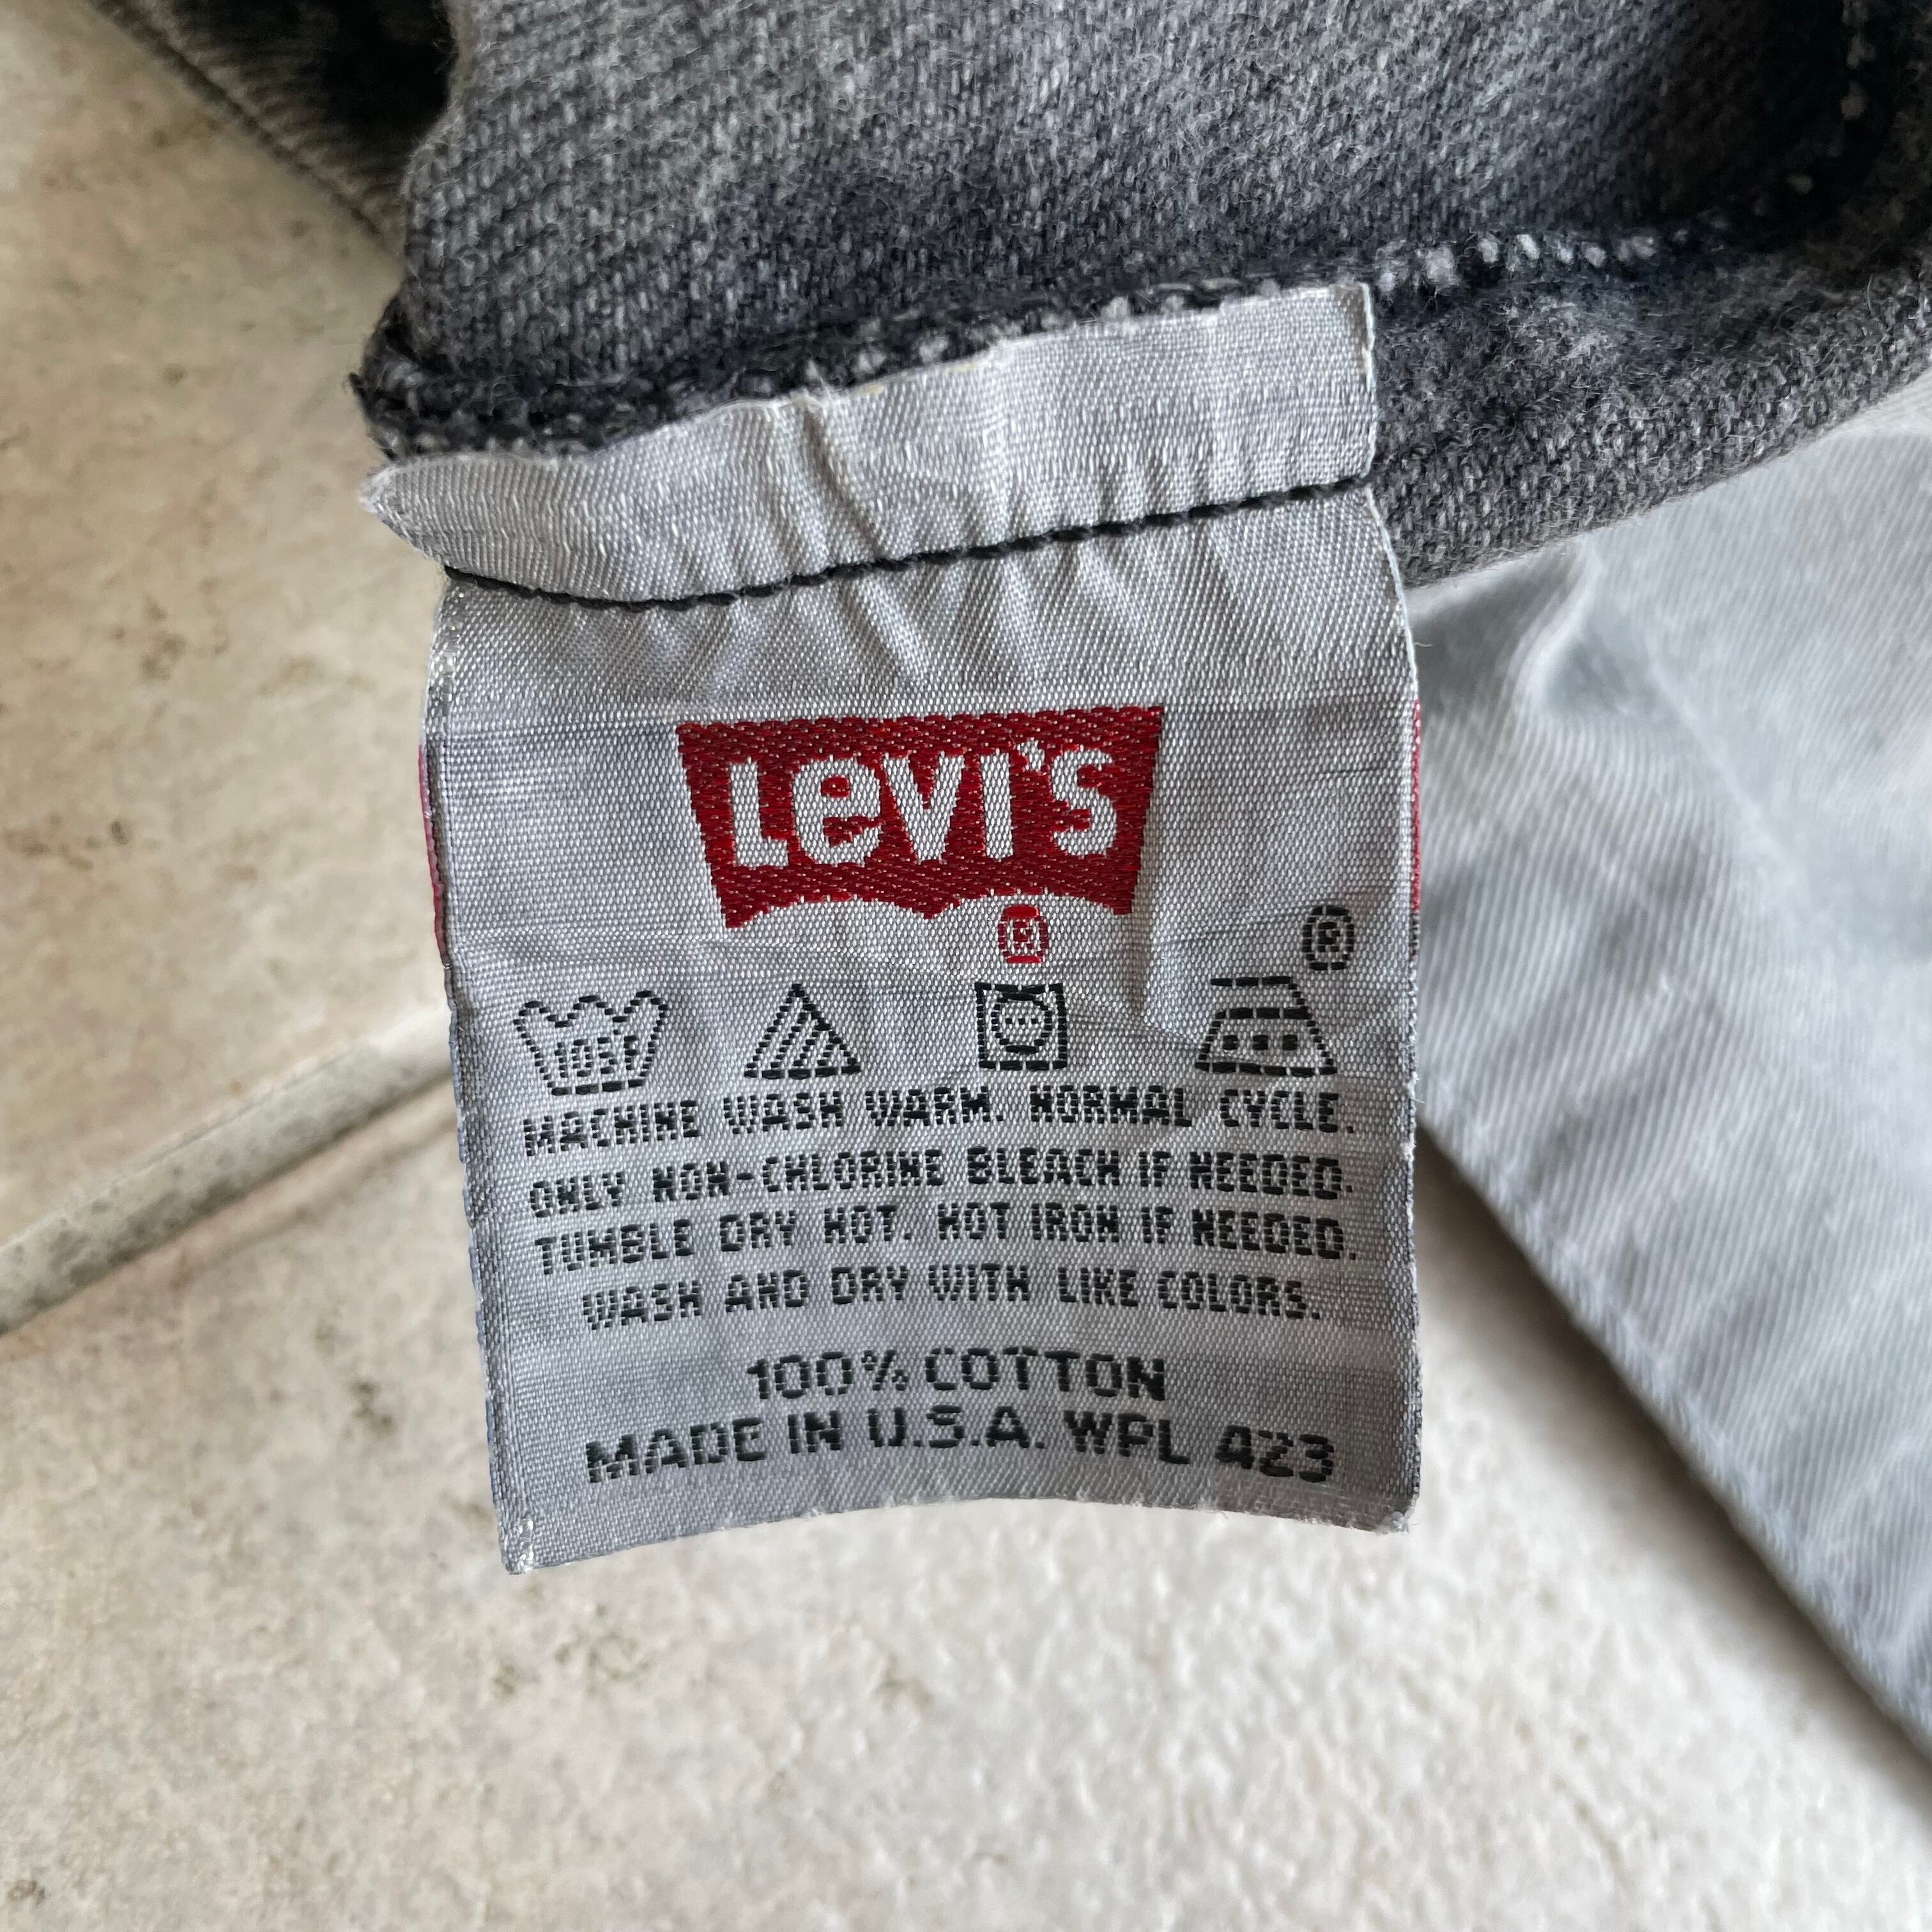 Levi's
®
®
105F
MACHINE WASH WARM. NORMAL CYCLE.
ONLY NON-CHLORINE BLEACH IF NEEDED.
TUMBLE DRY HOT. HOT IRON IF NEEDED.
WASH AND DRY WITH LIKE COLORS.
100% COTTON
MADE IN U.S.A. WPL 423